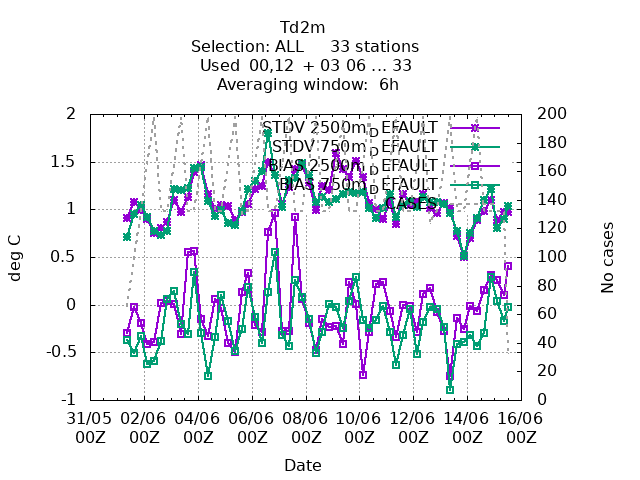 Td2m
Selection: ALL 33 stations
Used 00,12 + 03 06 ... 33
Averaging window: 6h
STDV 2500m_DEFAULT
STDV 750m_DEFAULT
BIAS 2500m_DEFAULT
BIAS 750m_DEFAULT
CASES
2
1.5
1
0.5
0
-0.5
-1
deg C
200
180
160
140
120
100
80
60
40
20
0
No cases
31/05 02/06 04/06 06/06 08/06 10/06 12/06 14/06 16/06
00Z 00Z 00Z 00Z 00Z 00Z 00Z 00Z 00Z
Date